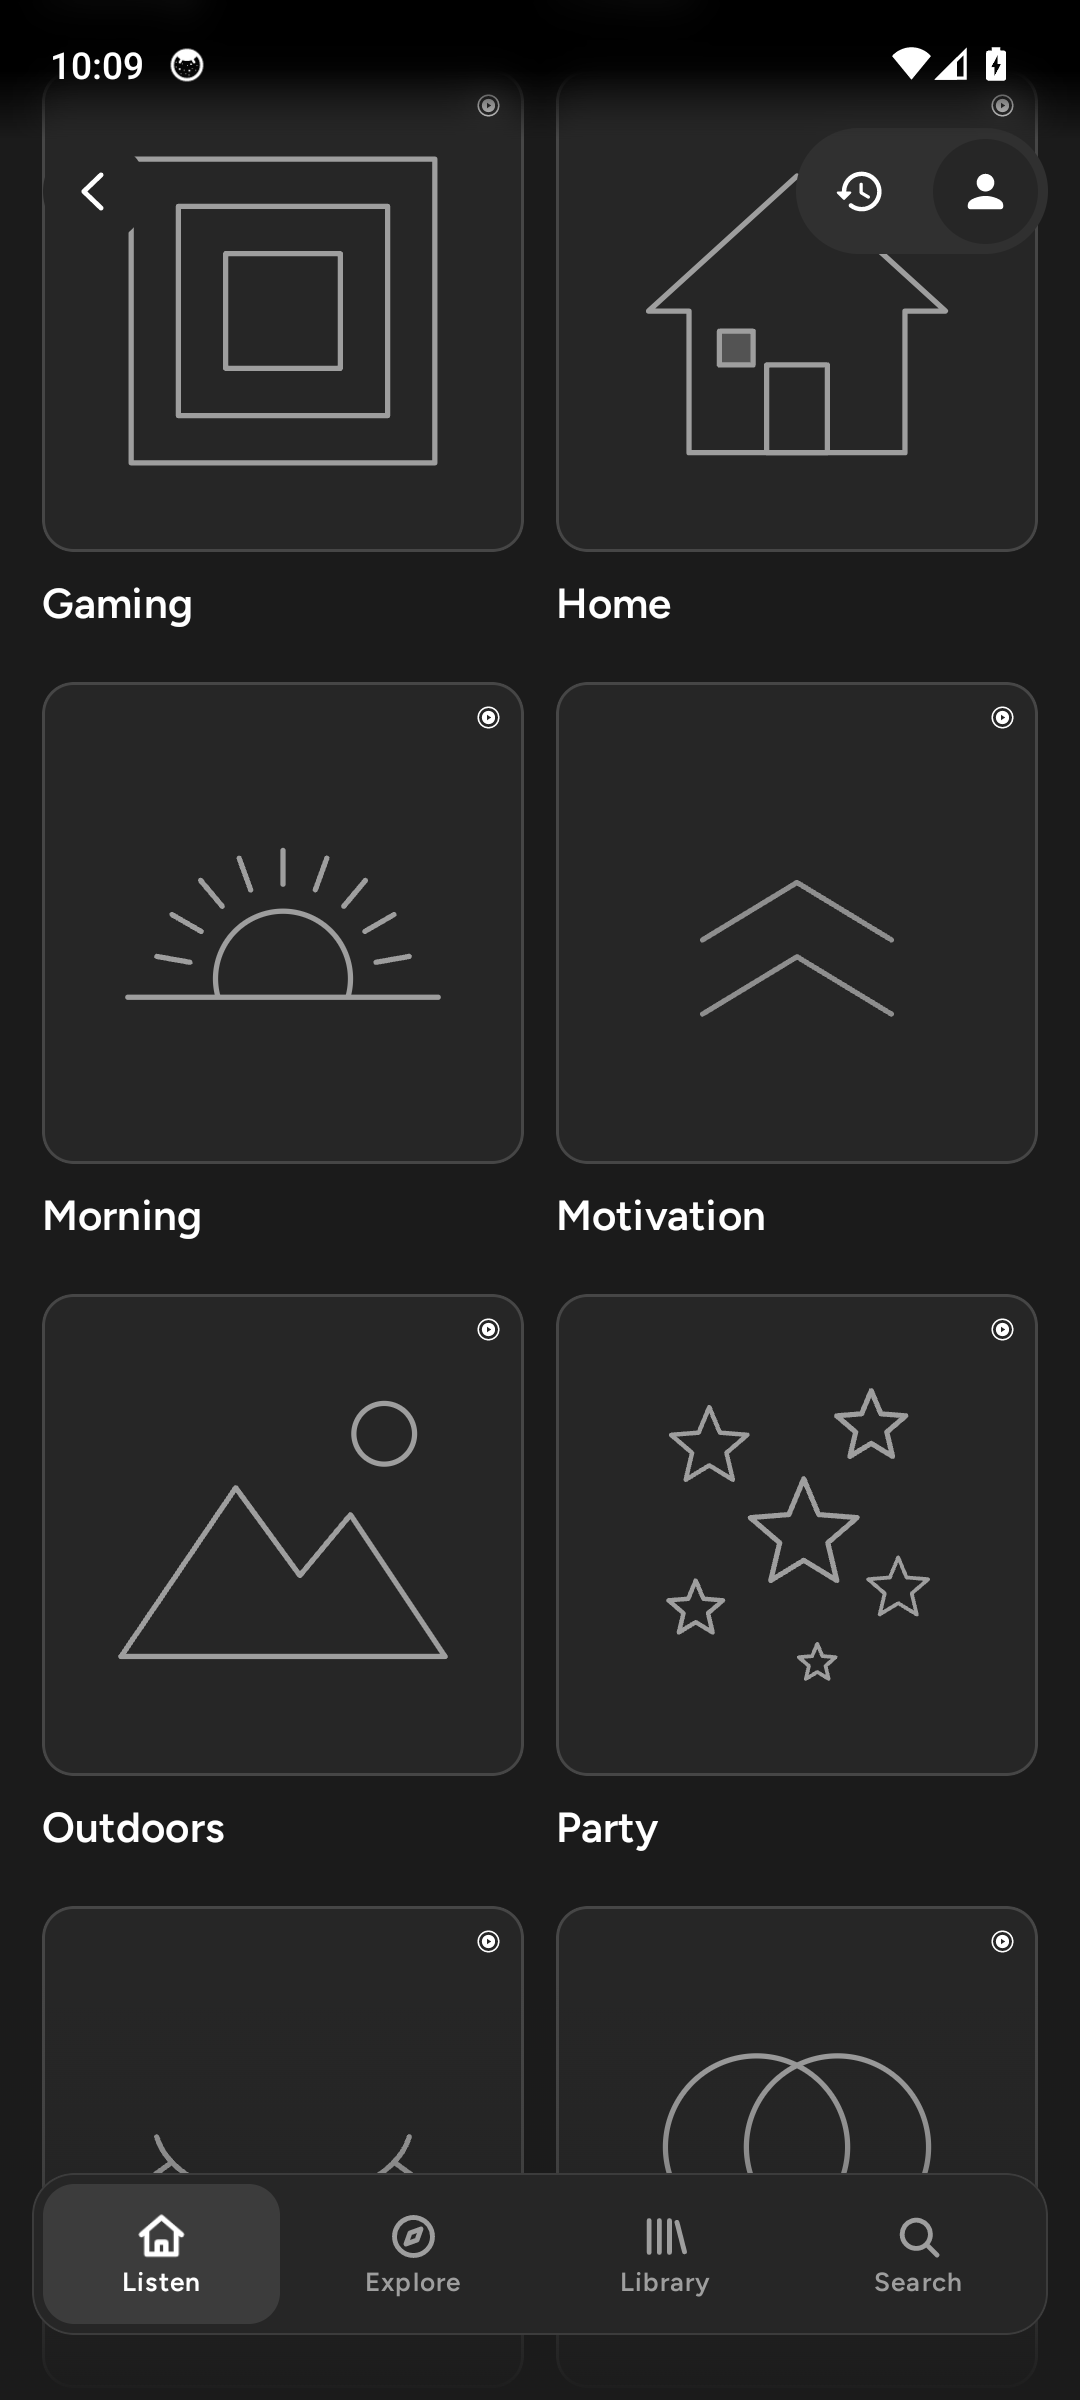 10:09
Gaming
Home
Morning
Motivation
Outdoors
Party
Listen
Explore
Library
Search